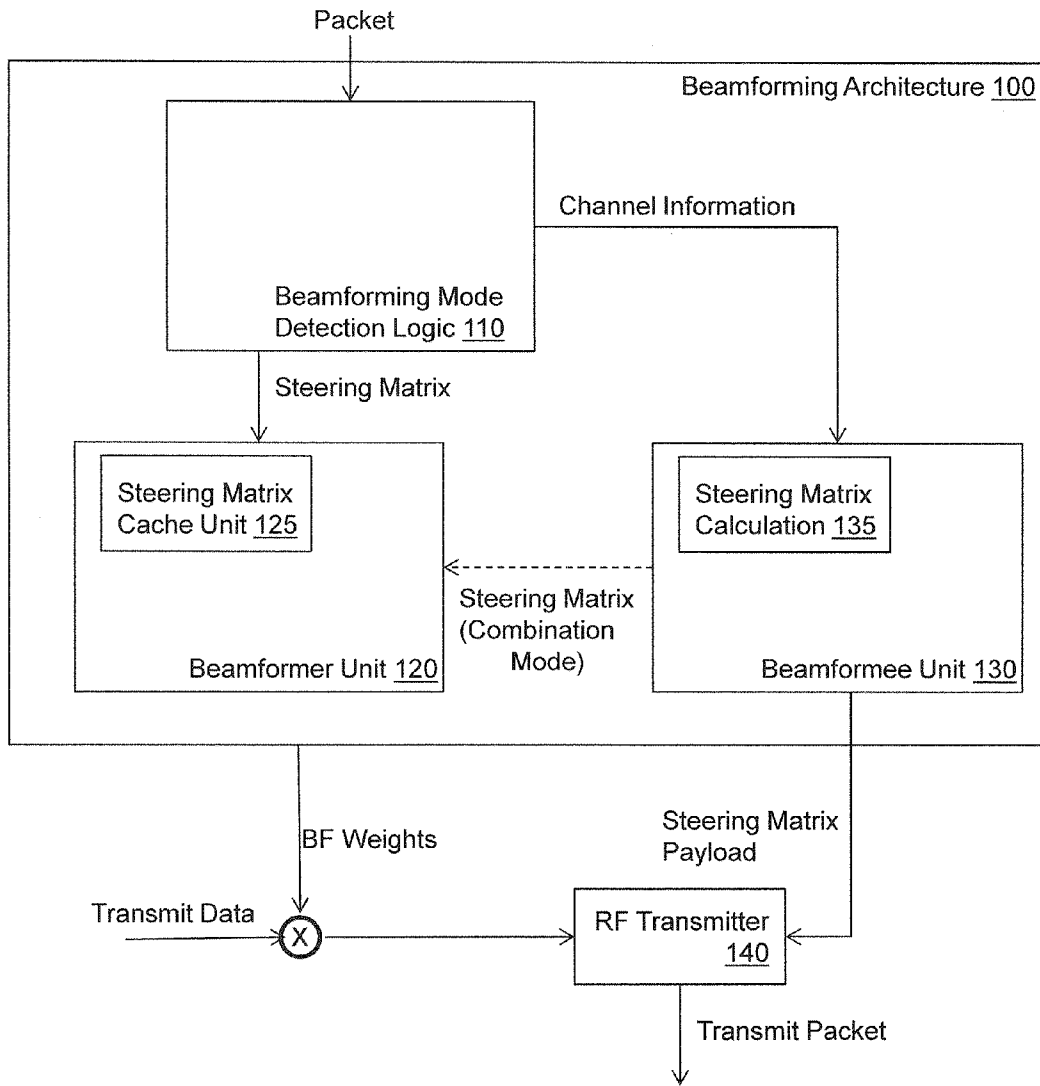 Packet
Beamforming Architecture 100
Channel Information
Beamforming Mode
Detection Logic 110
Steering Matrix
Steering Matrix
Cache Unit 125
Steering Matrix
Calculation 135
Steering Matrix
(Combination
Mode)
Beamformer Unit 120
Beamformee Unit 130
BF Weights
Steering Matrix
Payload
Transmit Data
X
RF Transmitter
140
Transmit Packet